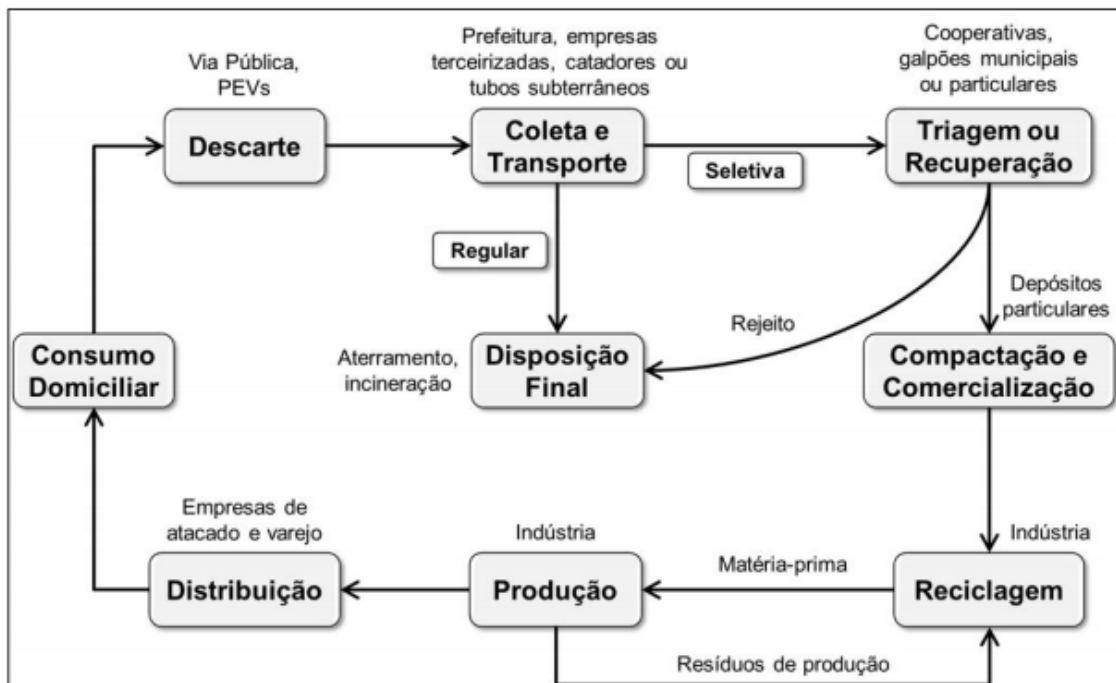 Via Pública,
PEVs
Descarte
Prefeitura, empresas
terceirizadas, catadores ou
tubos subterrâneos
Coleta e
Transporte
Seletiva
Cooperativas,
galpões municipais
ou particulares
Triagem ou
Recuperação
Regular
Rejeito
Depósitos
particulares
Consumo
Domiciliar
Aterramento,
incineração
Disposição
Final
Compactação e
Comercialização
Empresas de
atacado e varejo
Distribuição
Indústria
Produção
Matéria-prima
Indústria
Reciclagem
Resíduos de produção